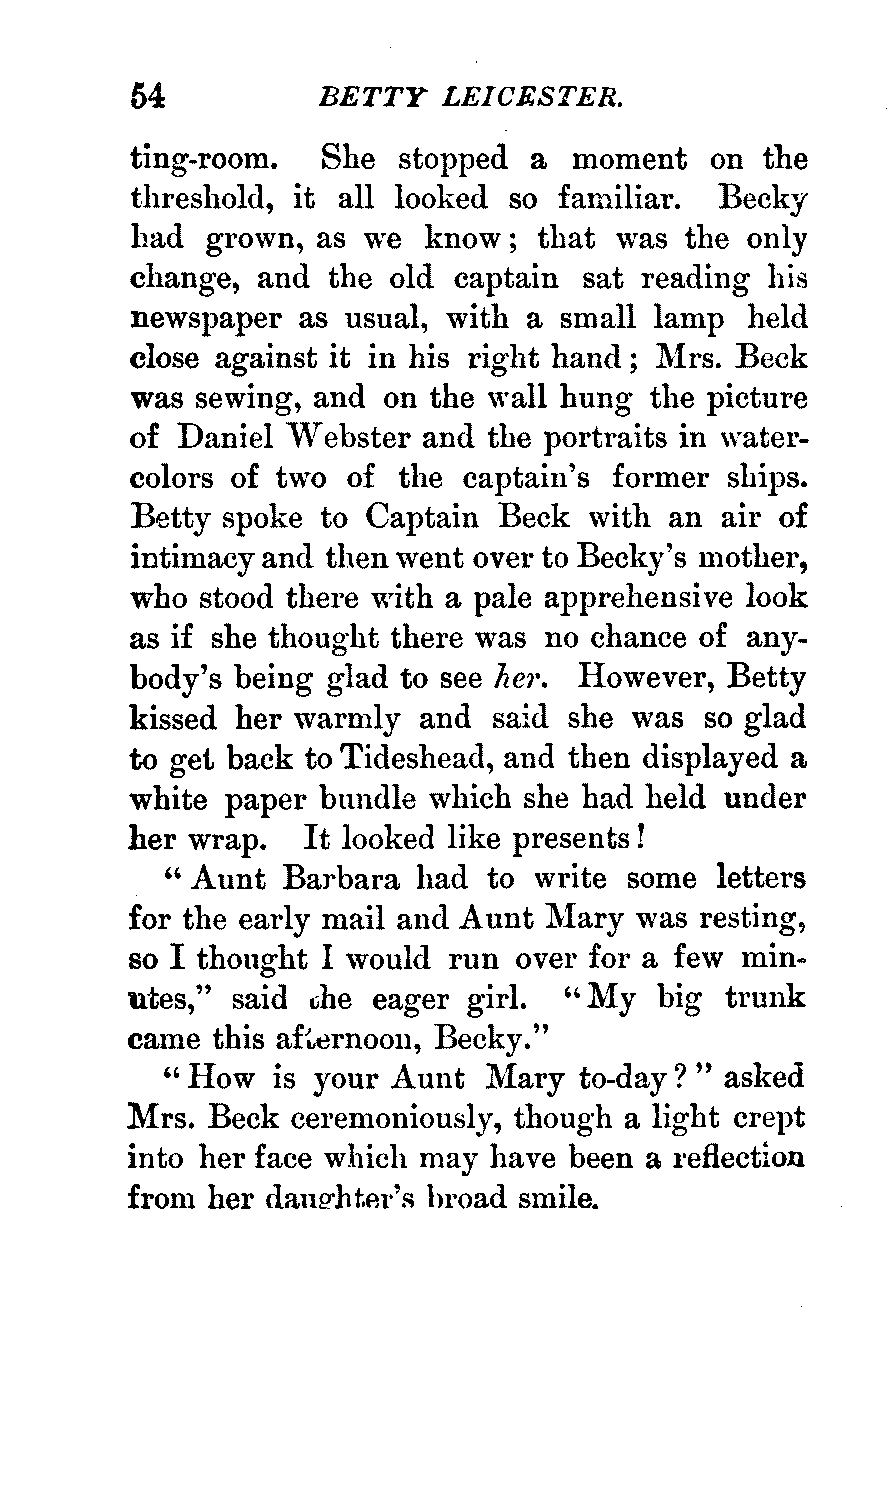 54 BETTY LEICESTER.
ting-room. She stopped a moment on the
threshold, it all looked so familiar. Becky
had grown, as we know; that was the only
change, and the old captain sat reading his
newspaper as usual, with a small lamp held
close against it in his right hand; Mrs. Beck
was sewing, and on the wall hung the picture
of Daniel Webster and the portraits in water-
colors of two of the captain's former ships.
Betty spoke to Captain Beck with an air of
intimacy and then went over to Becky's mother,
who stood there with a pale apprehensive look
as if she thought there was no chance of any-
body's being glad to see her. However, Betty
kissed her warmly and said she was so glad
to get back to Tideshead, and then displayed a
white paper bundle which she had held under
her wrap. It looked like presents!
"Aunt Barbara had to write some letters
for the early mail and Aunt Mary was resting,
so I thought I would run over for a few min-
utes," said the eager girl. "My big trunk
came this afternoon, Becky."
"How is your Aunt Mary to-day?" asked
Mrs. Beck ceremoniously, though a light crept
into her face which may have been a reflection
from her daughter's broad smile.